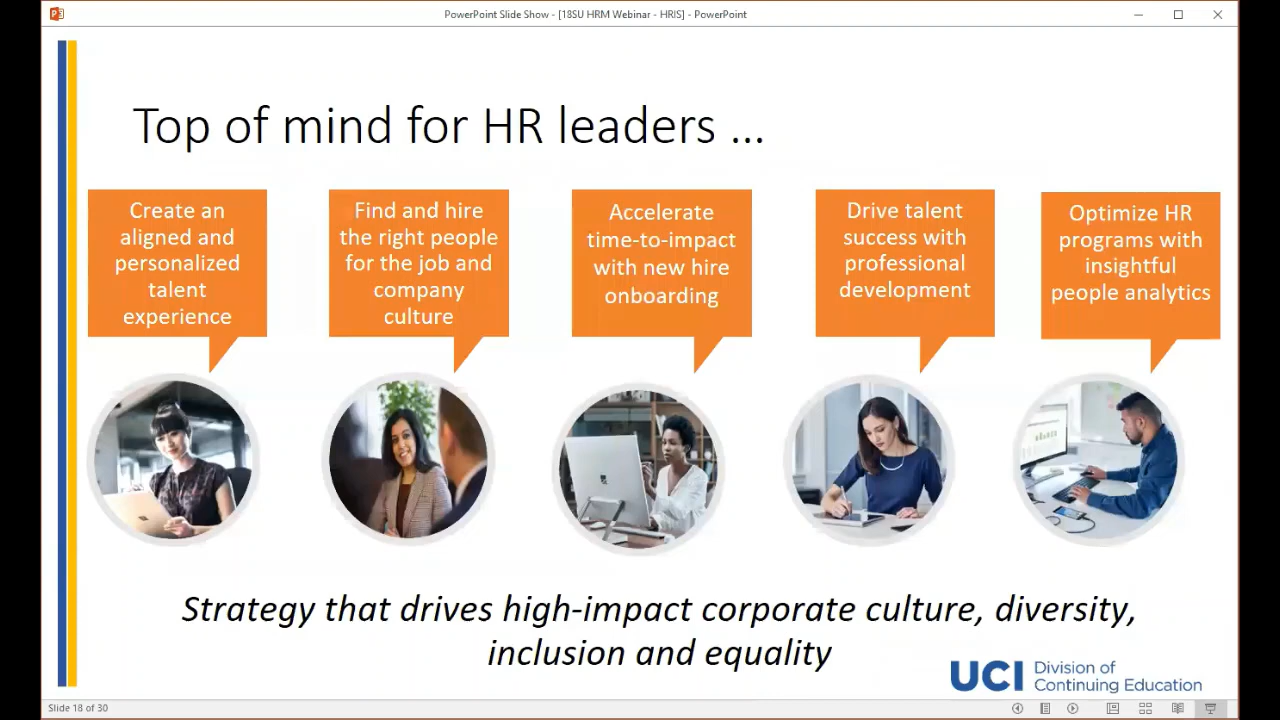 PowerPoint Slide Show - [18SU HRM Webinar - HRIS] - PowerPoint
Top of mind for HR leaders ...
Create an
aligned and
personalized
talent
experience
Find and hire
the right people
for the job and
company
culture
Accelerate
time-to-impact
with new hire
onboarding
Drive talent
success with
professional
development
Optimize HR
programs with
insightful
people analytics
Strategy that drives high-impact corporate culture, diversity,
inclusion and equality
UCI Division of
Continuing Education
Slide 18 of 30